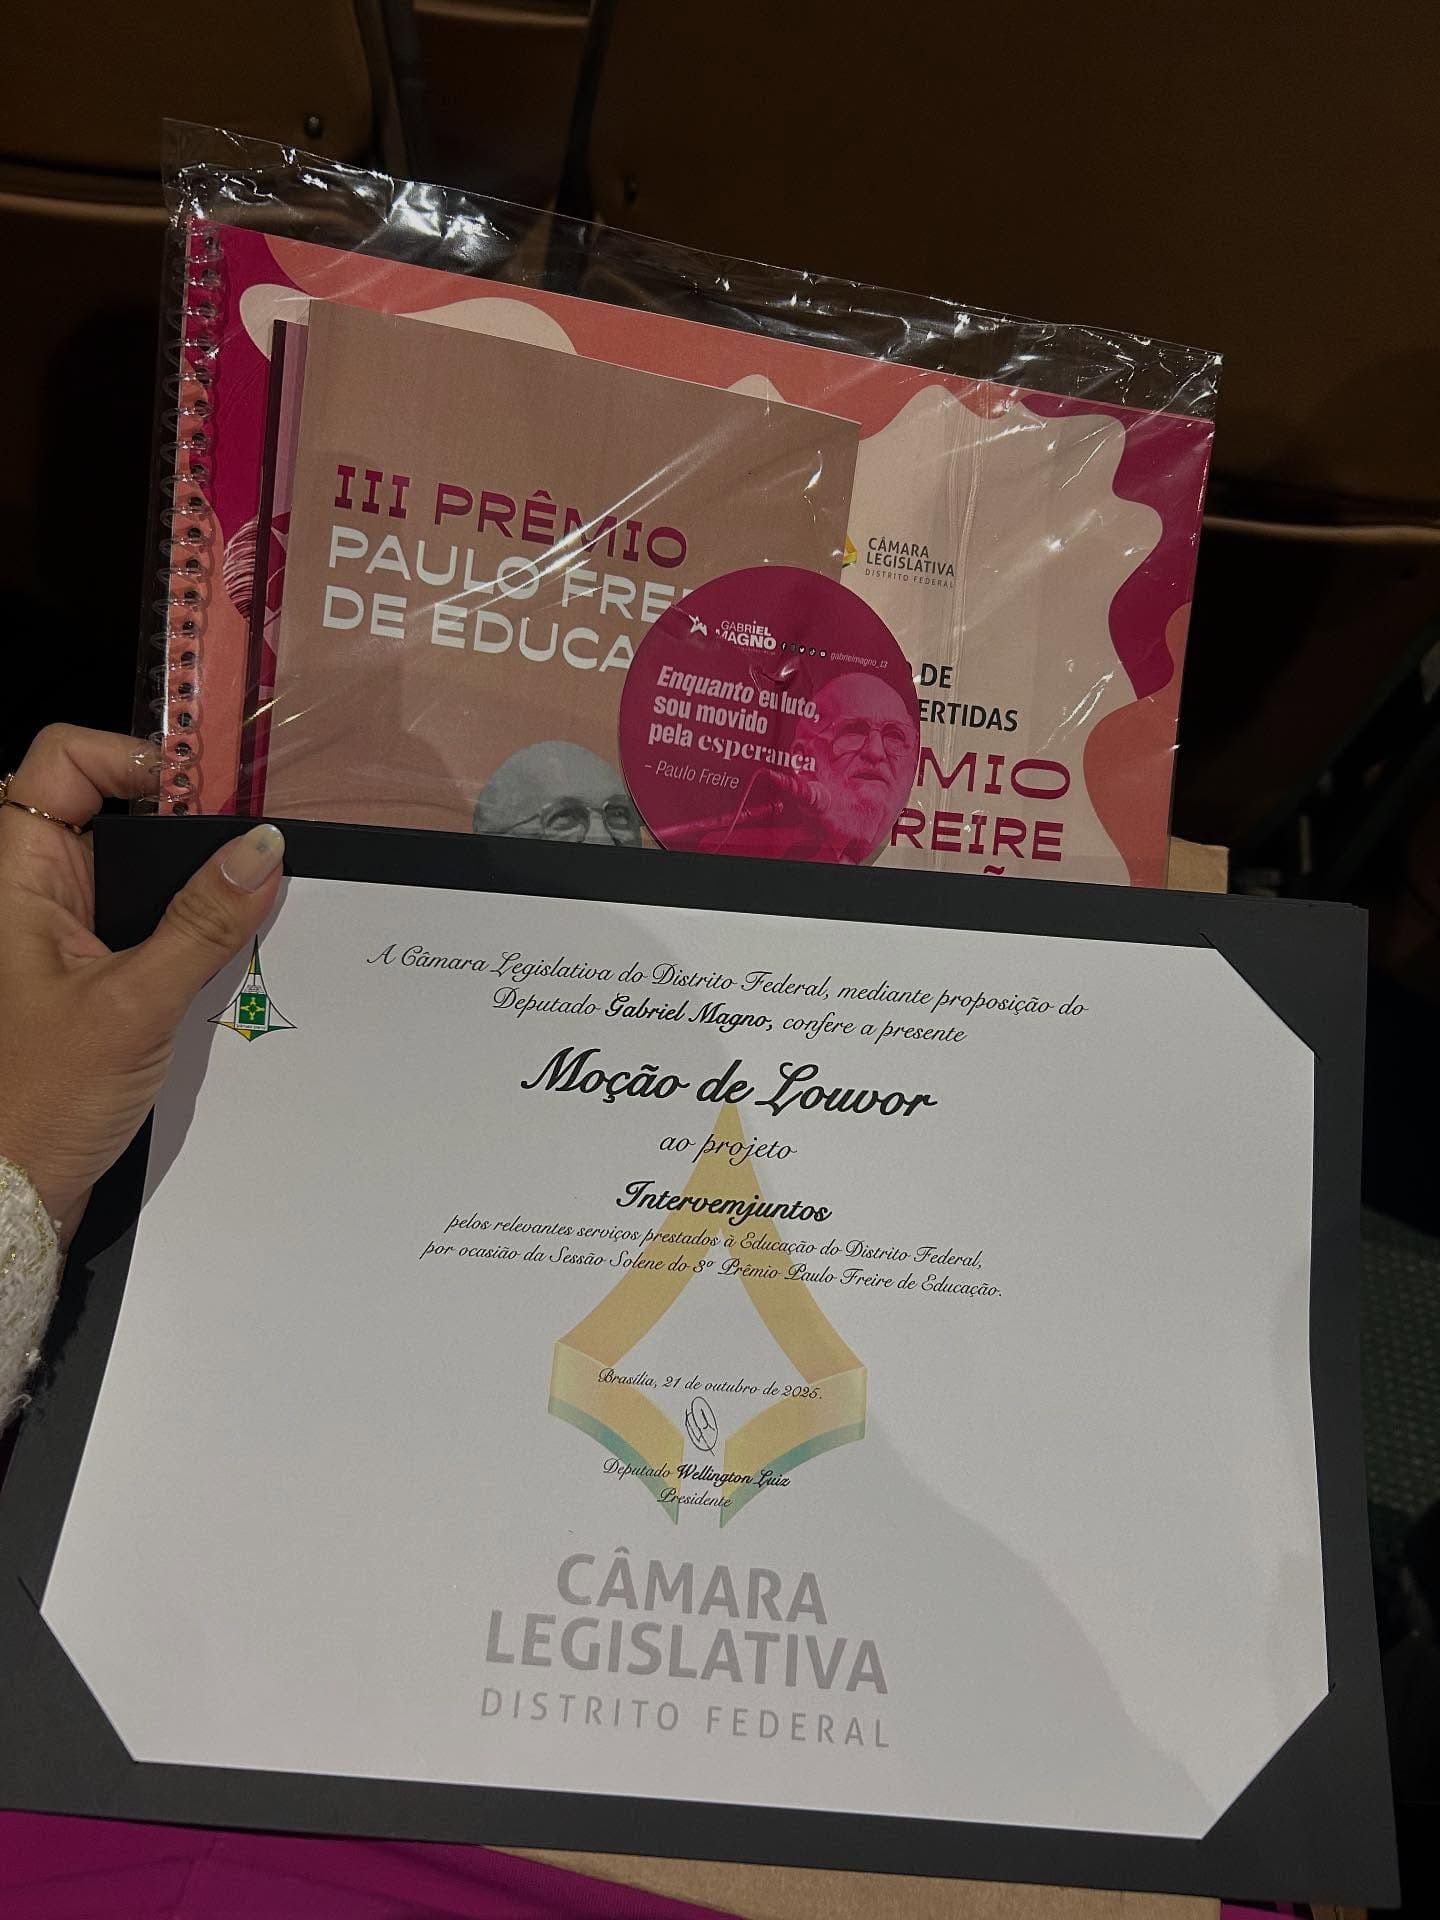 III PRÊMIO
PAULO FREI
DE EDUCA
CÂMARA
LEGISLATIVA
DISTRITO FEDERAL
GABRIEL
MAGNO
gabrielmagno_13
Enquanto eu luto,
sou movido
pela esperança
- Paulo Freire
DE
ERTIDAS
MIO
REIRE
A Câmara Legislativa do Distrito Federal, mediante proposição do
Deputado Gabriel Magno, confere a presente
Moção de Louvor
ao projeto
Intervemjuntos
pelos relevantes serviços prestados à Educação do Distrito Federal,
por ocasião da Sessão Solene do 3º Prêmio Paulo Freire de Educação.
Brasília, 21 de outubro de 2025.
Deputado Wellington Luiz
Presidente
CÂMARA
LEGISLATIVA
DISTRITO FEDERAL